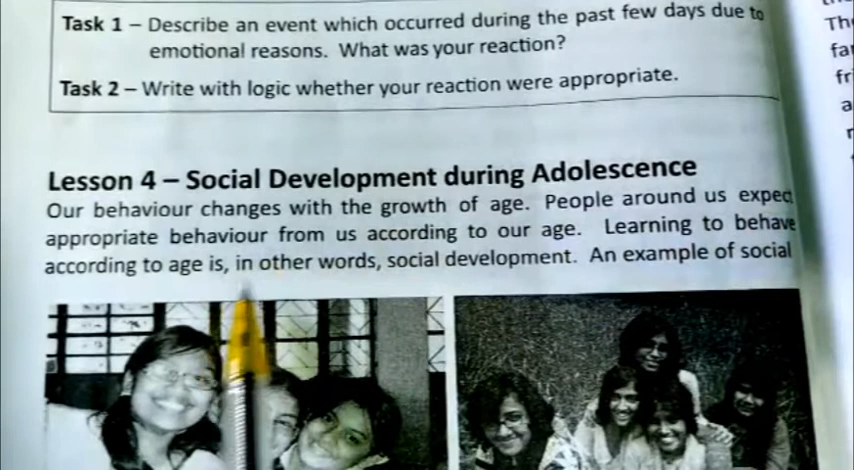 Task 1 – Describe an event which occurred during the past few days due to
emotional reasons. What was your reaction?
Task 2 – Write with logic whether your reaction were appropriate.
Lesson 4 – Social Development during Adolescence
Our behaviour changes with the growth of age. People around us expect
appropriate behaviour from us according to our age. Learning to behave
according to age is, in other words, social development. An example of social